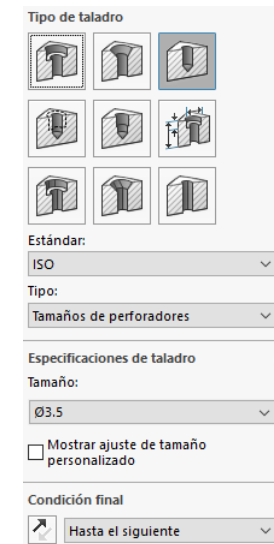 Tipo de taladro
Estándar:
ISO
Tipo:
Tamaños de perforadores
Especificaciones de taladro
Tamaño:
Ø3.5
Mostrar ajuste de tamaño
personalizado
Condición final
Hasta el siguiente